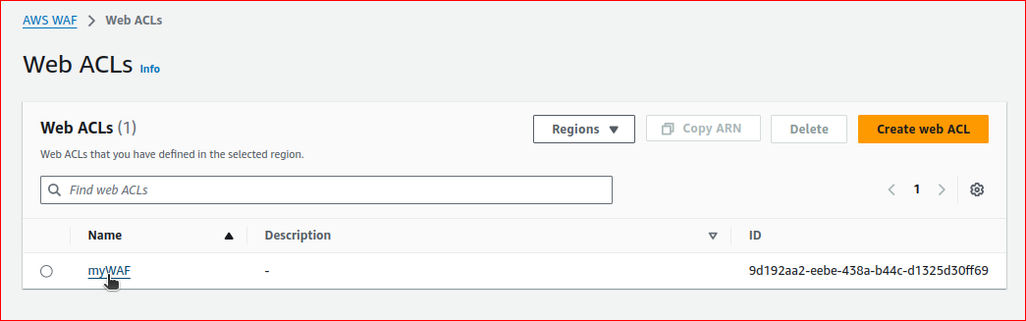 AWS WAF > Web ACLs
Web ACLs Info
Web ACLs (1)
Regions ▼ Copy ARN Delete Create web ACL
Web ACLs that you have defined in the selected region.
Find web ACLs
< 1 >
Name ▲ Description ▽ ID
myWAF - 9d192aa2-eebe-438a-b44c-d1325d30ff69